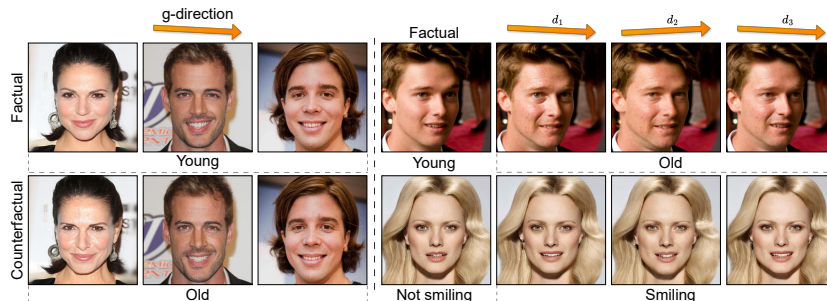 g-direction
Factual
d₁
d₂
d₃
Factual
Young
Young
Old
Counterfactual
Old
Not smiling
Smiling